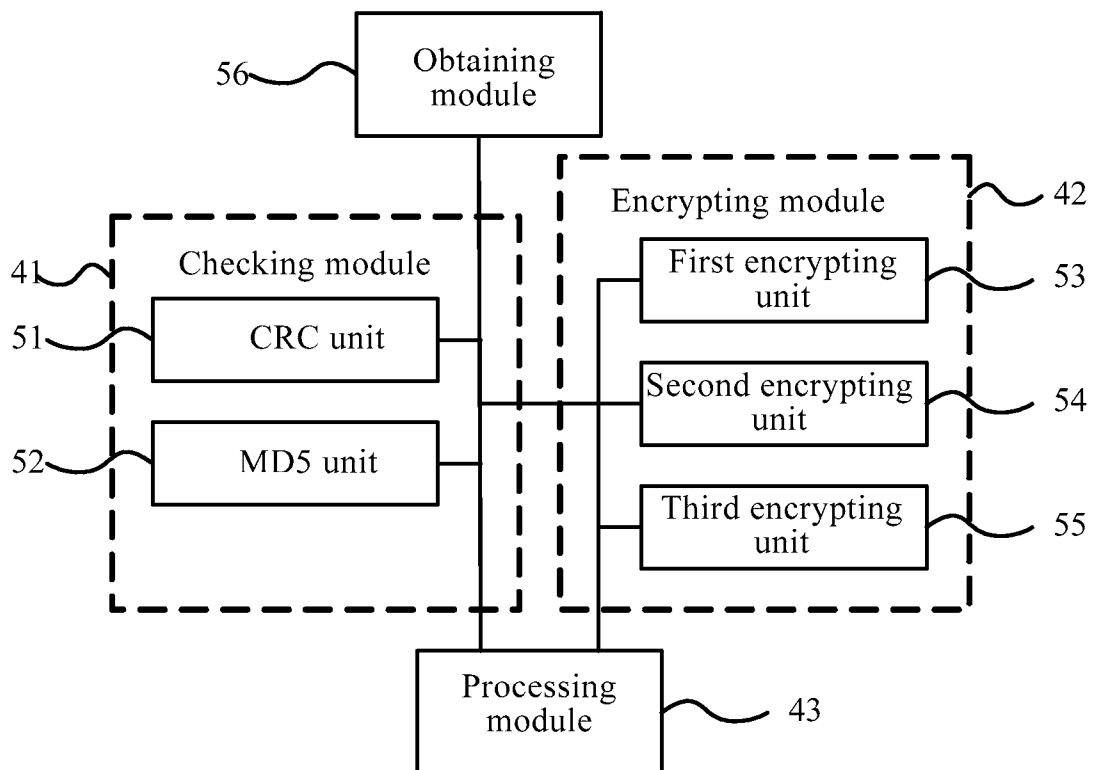 56
Obtaining
module
Encrypting module
42
41
Checking module
First encrypting
unit
53
51
CRC unit
Second encrypting
unit
54
52
MD5 unit
Third encrypting
unit
55
Processing
module
43